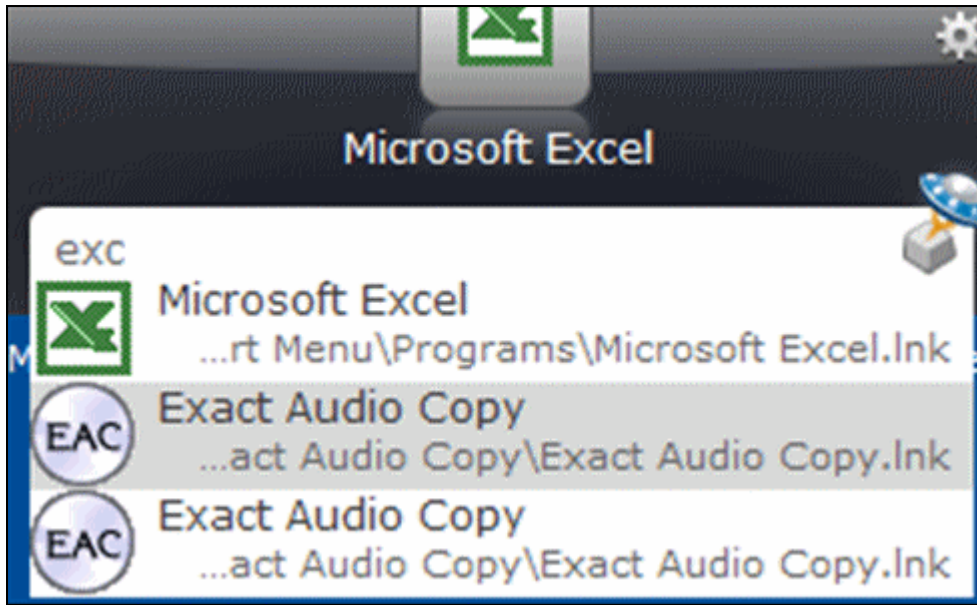 Microsoft Excel
exc
Microsoft Excel
...rt Menu\Programs\Microsoft Excel.lnk
EAC
Exact Audio Copy
...act Audio Copy\Exact Audio Copy.lnk
EAC
Exact Audio Copy
...act Audio Copy\Exact Audio Copy.lnk